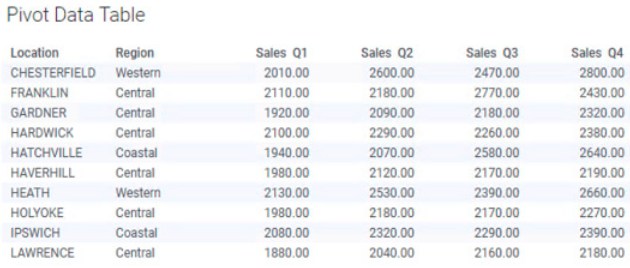 Pivot Data Table
Location Region Sales Q1 Sales Q2 Sales Q3 Sales Q4
CHESTERFIELD Western 2010.00 2600.00 2470.00 2800.00
FRANKLIN Central 2110.00 2180.00 2770.00 2430.00
GARDNER Central 1920.00 2090.00 2180.00 2320.00
HARDWICK Central 2100.00 2290.00 2260.00 2380.00
HATCHVILLE Coastal 1940.00 2070.00 2580.00 2640.00
HAVERHILL Central 1980.00 2120.00 2170.00 2190.00
HEATH Western 2130.00 2530.00 2390.00 2660.00
HOLYOKE Central 1980.00 2180.00 2170.00 2270.00
IPSWICH Coastal 2080.00 2320.00 2290.00 2390.00
LAWRENCE Central 1880.00 2040.00 2160.00 2180.00